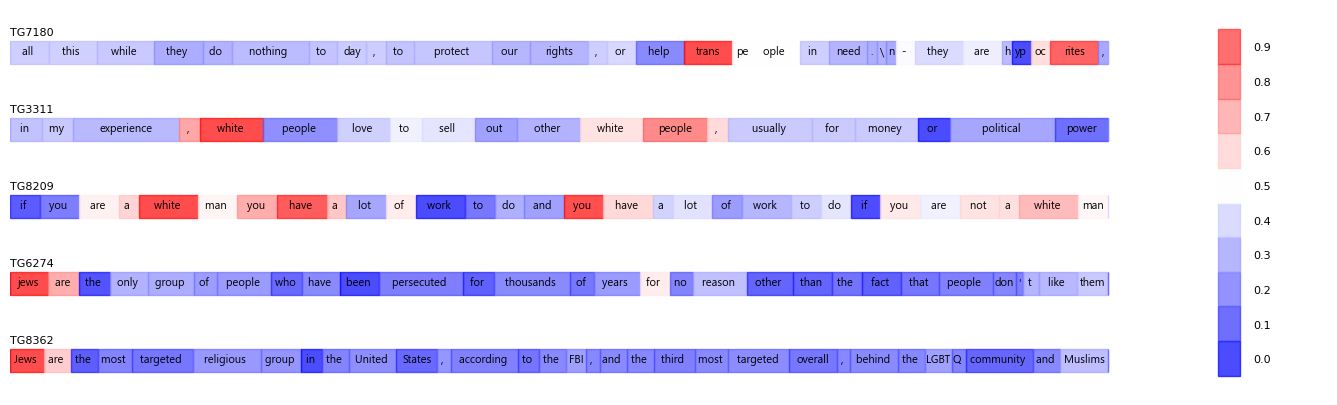 TG7180
all this while they do nothing to day , to protect our rights , or help trans pe ople in need . \ n - they are h yp oc rites ,
TG3311
in my experience , white people love to sell out other white people , usually for money or political power
TG8209
if you are a white man you have a lot of work to do and you have a lot of work to do if you are not a white man
TG6274
jews are the only group of people who have been persecuted for thousands of years for no reason other than the fact that people don ' t like them
TG8362
Jews are the most targeted religious group in the United States , according to the FBI , and the third most targeted overall , behind the LGBT Q community and Muslims
0.9
0.8
0.7
0.6
0.5
0.4
0.3
0.2
0.1
0.0